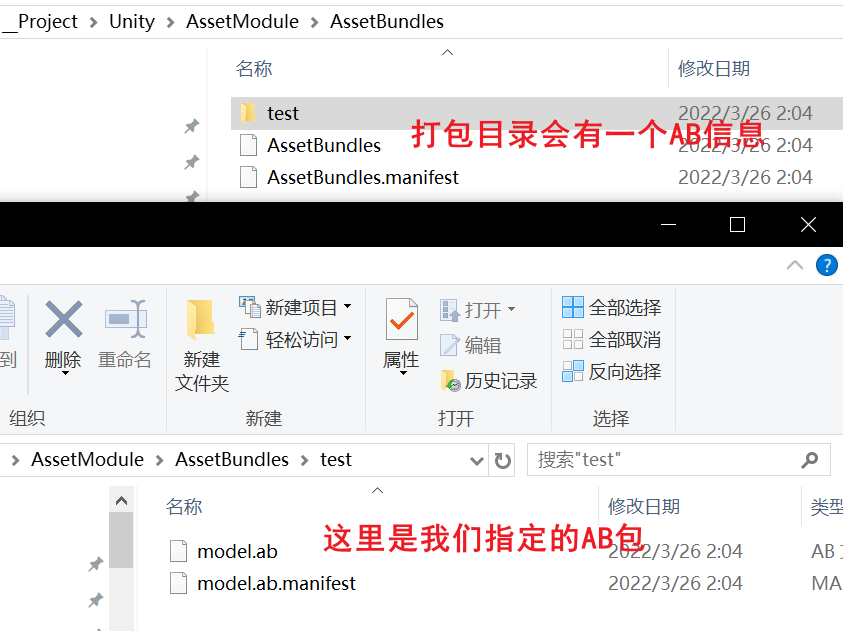 __Project > Unity > AssetModule > AssetBundles
名称 修改日期
test 2022/3/26 2:04
打包目录会有一个AB信息
AssetBundles 2022/3/26 2:04
AssetBundles.manifest 2022/3/26 2:04
?
到 删除 重命名 新建文件夹 新建项目 轻松访问 属性 打开 编辑 历史记录 全部选择 全部取消 反向选择
组织 新建 打开 选择
> AssetModule > AssetBundles > test 搜索"test"
名称 修改日期 类型
这里是我们指定的AB包
model.ab 2022/3/26 2:04 AB
model.ab.manifest 2022/3/26 2:04 MA